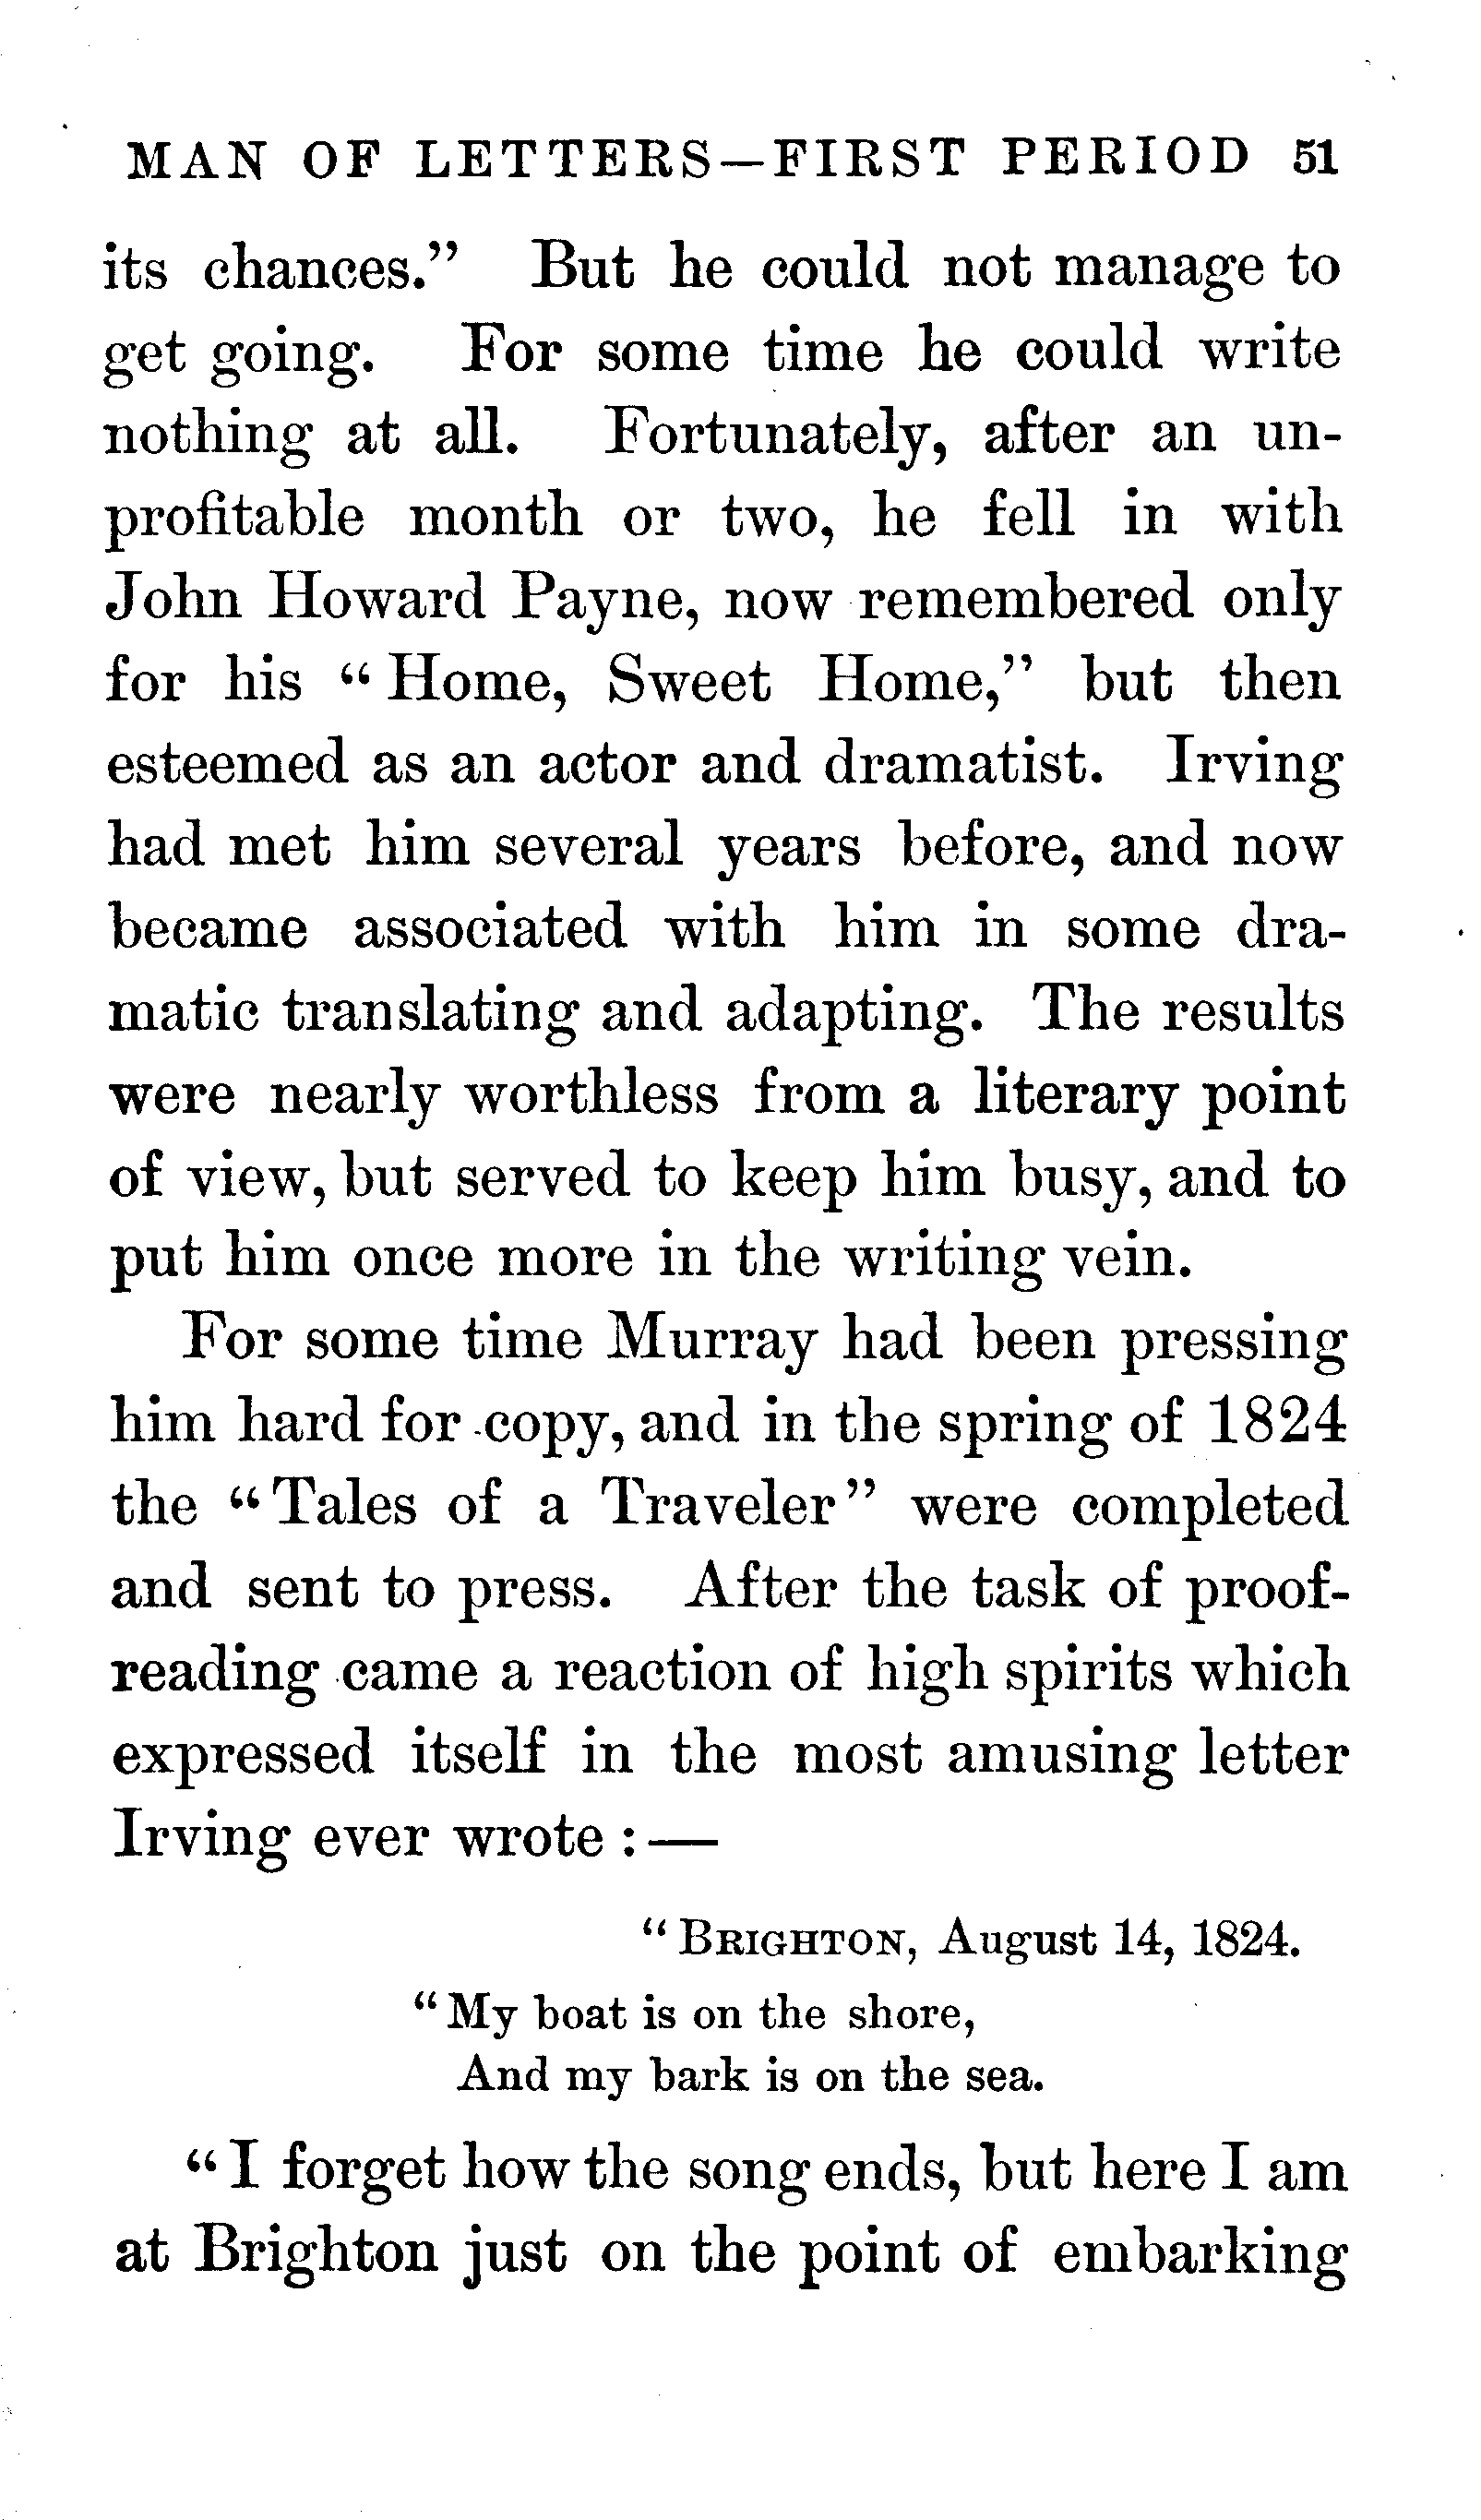 MAN OF LETTERS—FIRST PERIOD 51
its chances." But he could not manage to
get going. For some time he could write
nothing at all. Fortunately, after an un-
profitable month or two, he fell in with
John Howard Payne, now remembered only
for his "Home, Sweet Home," but then
esteemed as an actor and dramatist. Irving
had met him several years before, and now
became associated with him in some dra-
matic translating and adapting. The results
were nearly worthless from a literary point
of view, but served to keep him busy, and to
put him once more in the writing vein.
For some time Murray had been pressing
him hard for copy, and in the spring of 1824
the "Tales of a Traveler" were completed
and sent to press. After the task of proof-
reading came a reaction of high spirits which
expressed itself in the most amusing letter
Irving ever wrote :—
"BRIGHTON, August 14, 1824.
"My boat is on the shore,
And my bark is on the sea.
"I forget how the song ends, but here I am
at Brighton just on the point of embarking